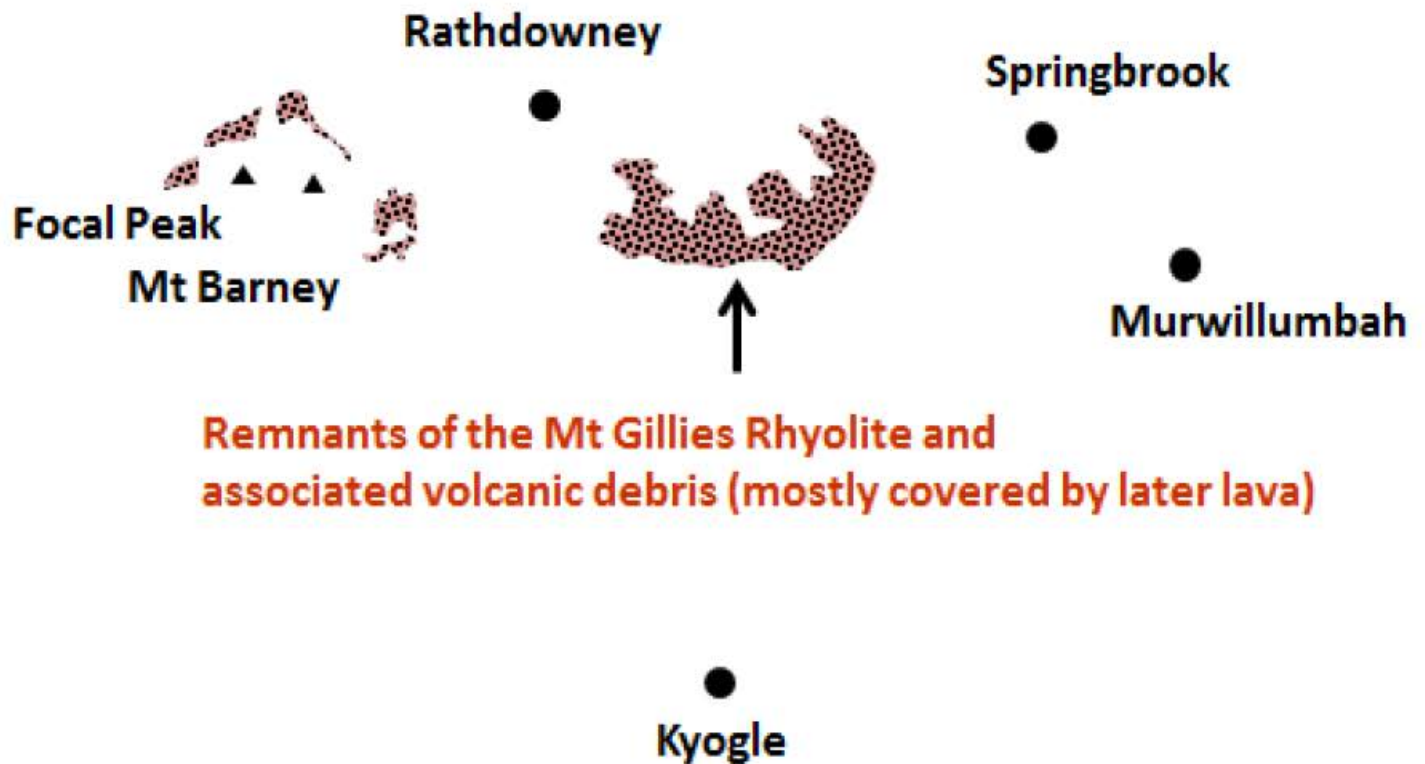 Rathdowney
Springbrook
Focal Peak
Mt Barney
Murwillumbah
Remnants of the Mt Gillies Rhyolite and
associated volcanic debris (mostly covered by later lava)
Kyogle